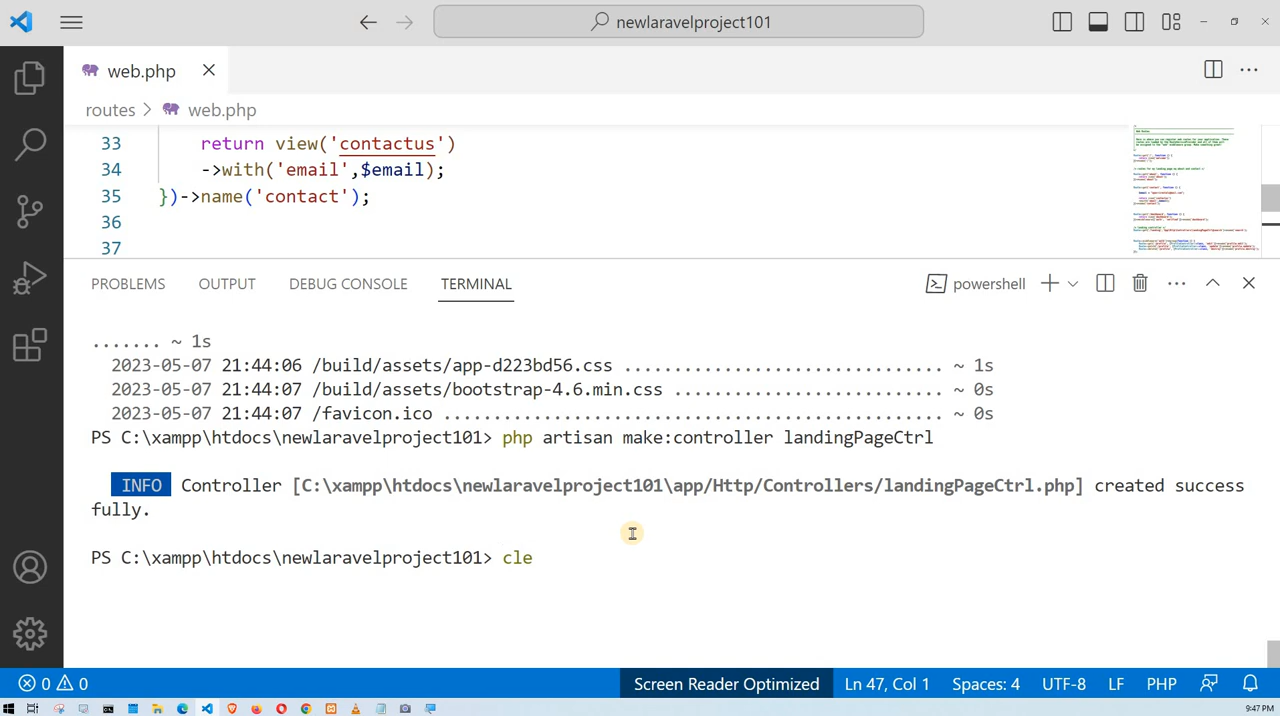 newlaravelproject101
web.php
routes > web.php
33 return view('contactus')
34 ->with('email',$email);
35 })->name('contact');
36
37
PROBLEMS OUTPUT DEBUG CONSOLE TERMINAL powershell
....... ~ 1s
2023-05-07 21:44:06 /build/assets/app-d223bd56.css ................................ ~ 1s
2023-05-07 21:44:07 /build/assets/bootstrap-4.6.min.css ........................... ~ 0s
2023-05-07 21:44:07 /favicon.ico .................................................. ~ 0s
PS C:\xampp\htdocs\newlaravelproject101> php artisan make:controller landingPageCtrl
INFO Controller [C:\xampp\htdocs\newlaravelproject101\app/Http/Controllers/landingPageCtrl.php] created success
fully.
PS C:\xampp\htdocs\newlaravelproject101> cle
0 0 Screen Reader Optimized Ln 47, Col 1 Spaces: 4 UTF-8 LF PHP
9:47 PM